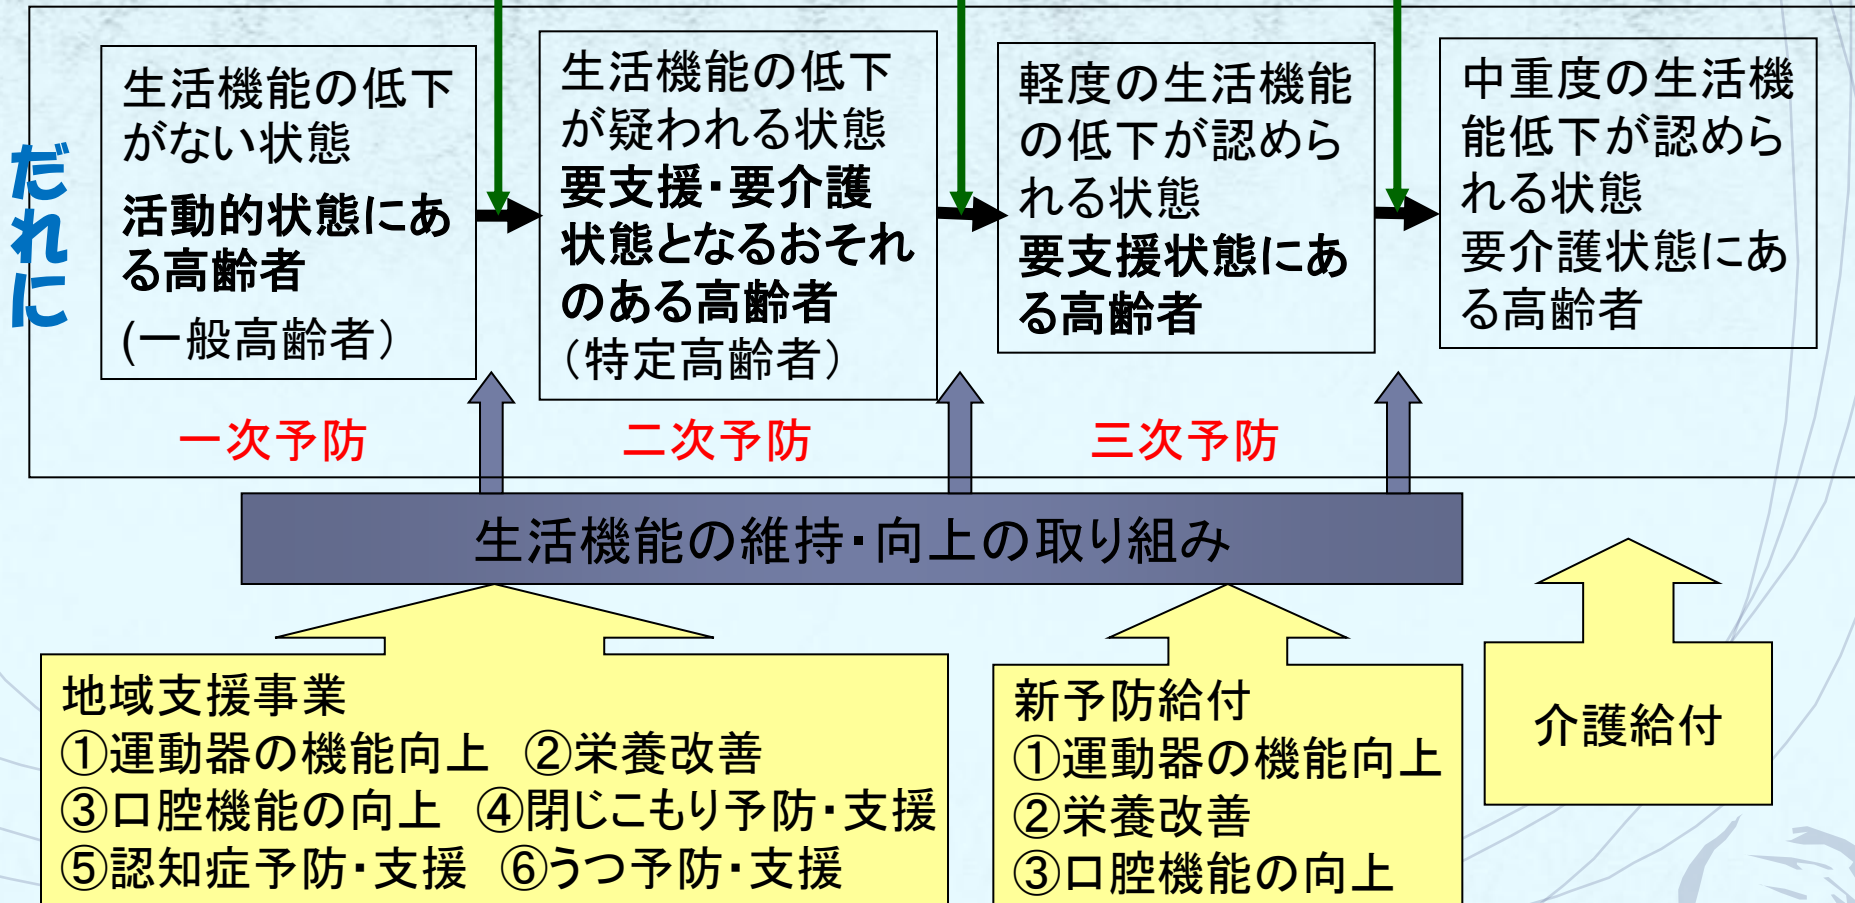 だれに
生活機能の低下
がない状態
活動的状態にあ
る高齢者
(一般高齢者）
生活機能の低下
が疑われる状態
要支援・要介護
状態となるおそれ
のある高齢者
（特定高齢者）
軽度の生活機能
の低下が認めら
れる状態
要支援状態にあ
る高齢者
中重度の生活機
能低下が認めら
れる状態
要介護状態にあ
る高齢者
一次予防
二次予防
三次予防
生活機能の維持・向上の取り組み
地域支援事業
①運動器の機能向上　②栄養改善
③口腔機能の向上　④閉じこもり予防・支援
⑤認知症予防・支援　⑥うつ予防・支援
新予防給付
①運動器の機能向上
②栄養改善
③口腔機能の向上
介護給付